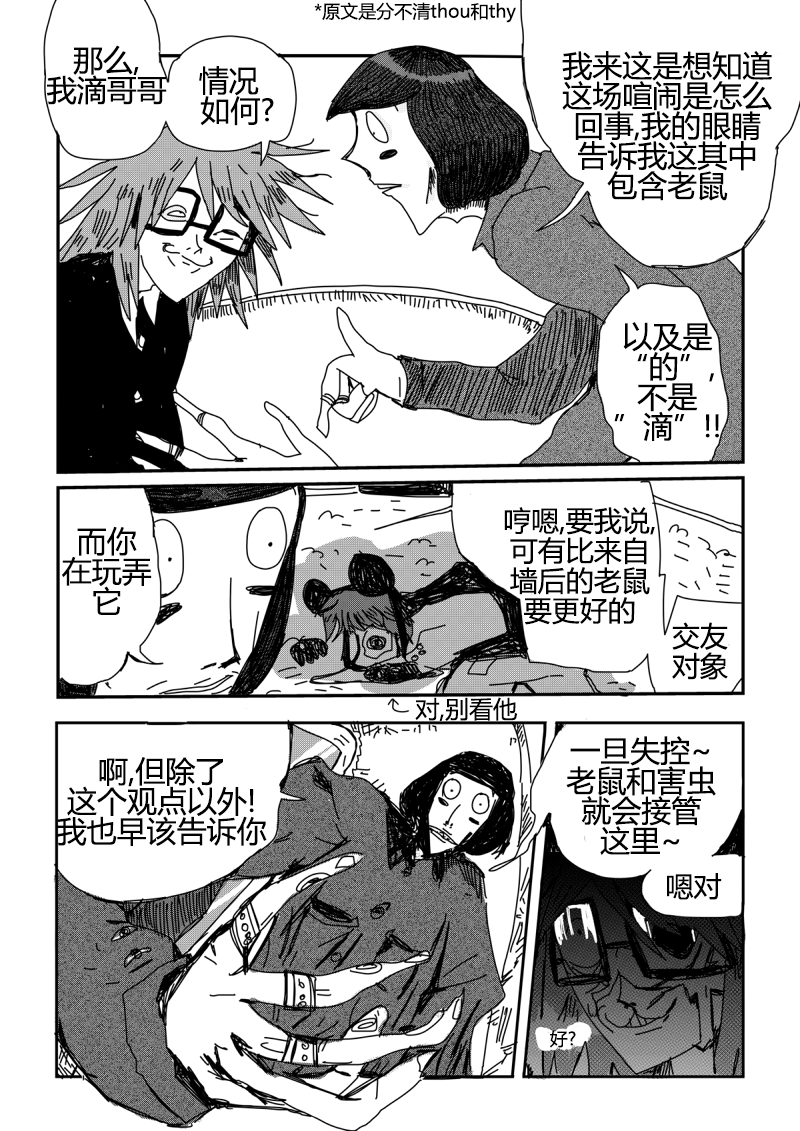 *原文是分不清thou和thy
那么,
我滴哥哥
情况
如何?
我来这是想知道
这场喧闹是怎么
回事,我的眼睛
告诉我这其中
包含老鼠
以及是
“的”,
不是
”滴”!!
而你
在玩弄
它
哼嗯,要我说,
可有比来自
墙后的老鼠
要更好的
交友
对象
对,别看他
啊,但除了
这个观点以外!
我也早该告诉你
一旦失控~
老鼠和害虫
就会接管
这里~
嗯对
好?